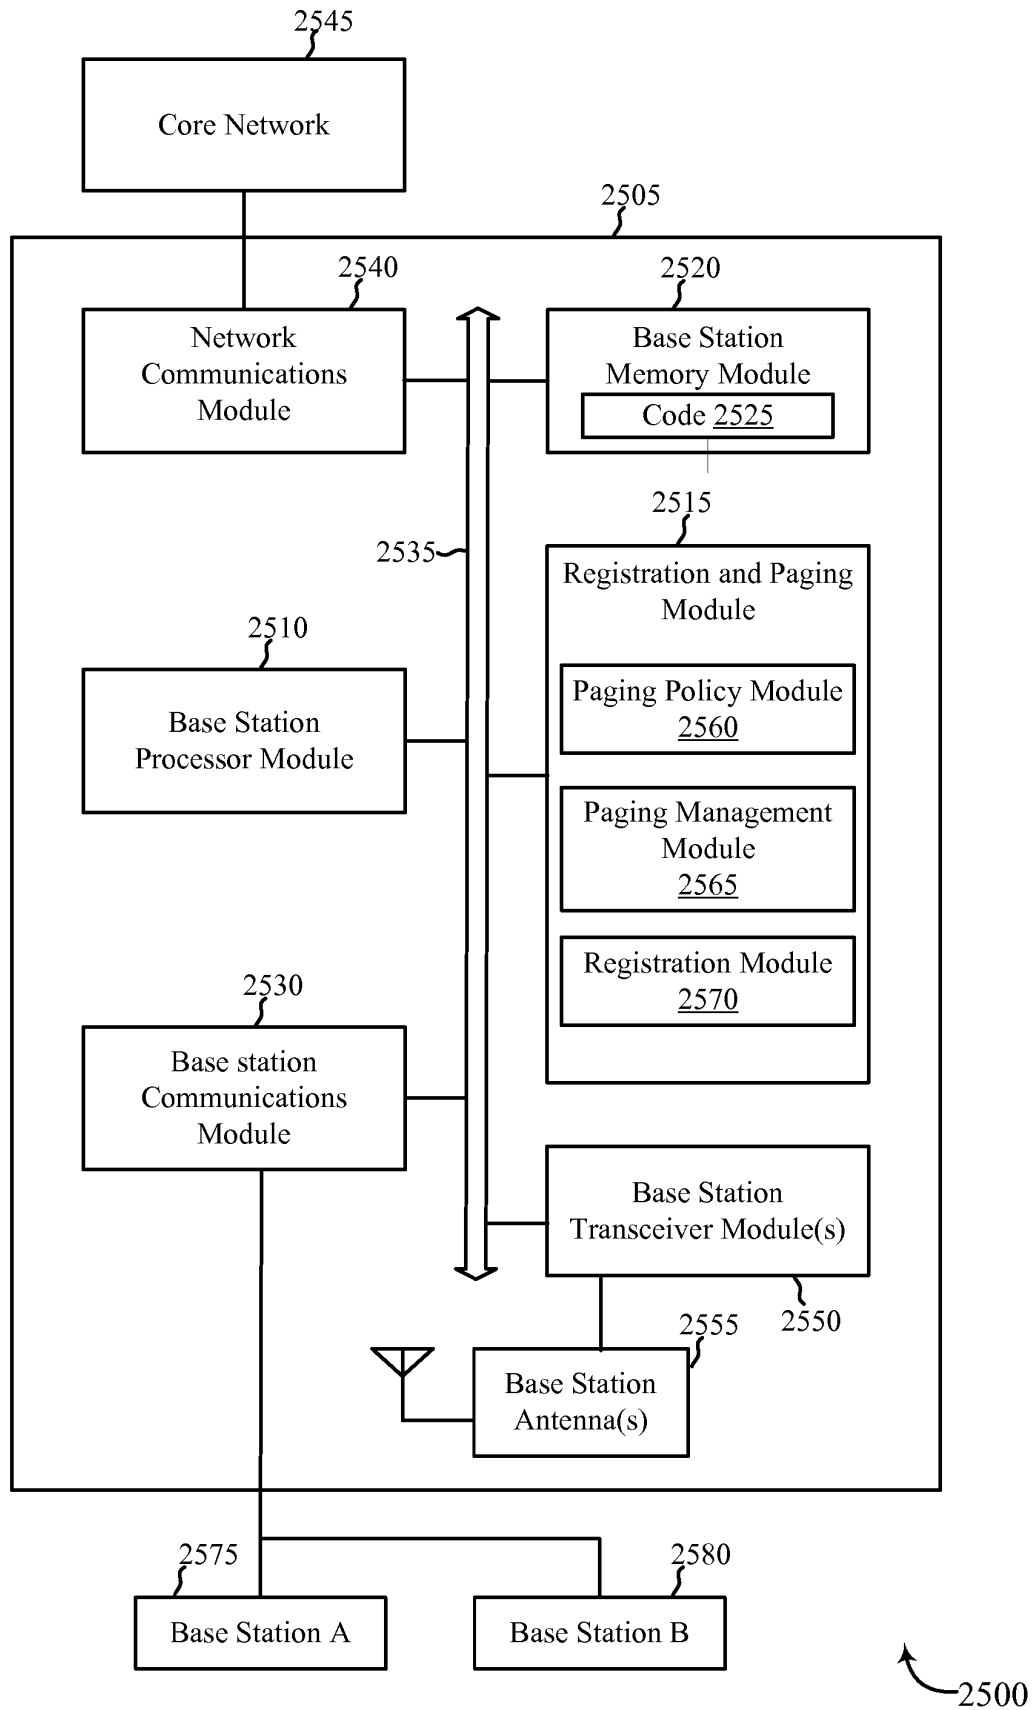 2545
Core Network
2505
2540
2520
Network
Communications
Module
Base Station
Memory Module
Code 2525
2515
2535
Registration and Paging
Module
2510
Base Station
Processor Module
Paging Policy Module
2560
Paging Management
Module
2565
Registration Module
2570
2530
Base station
Communications
Module
Base Station
Transceiver Module(s)
2550
2555
Base Station
Antenna(s)
2575
2580
Base Station A
Base Station B
2500